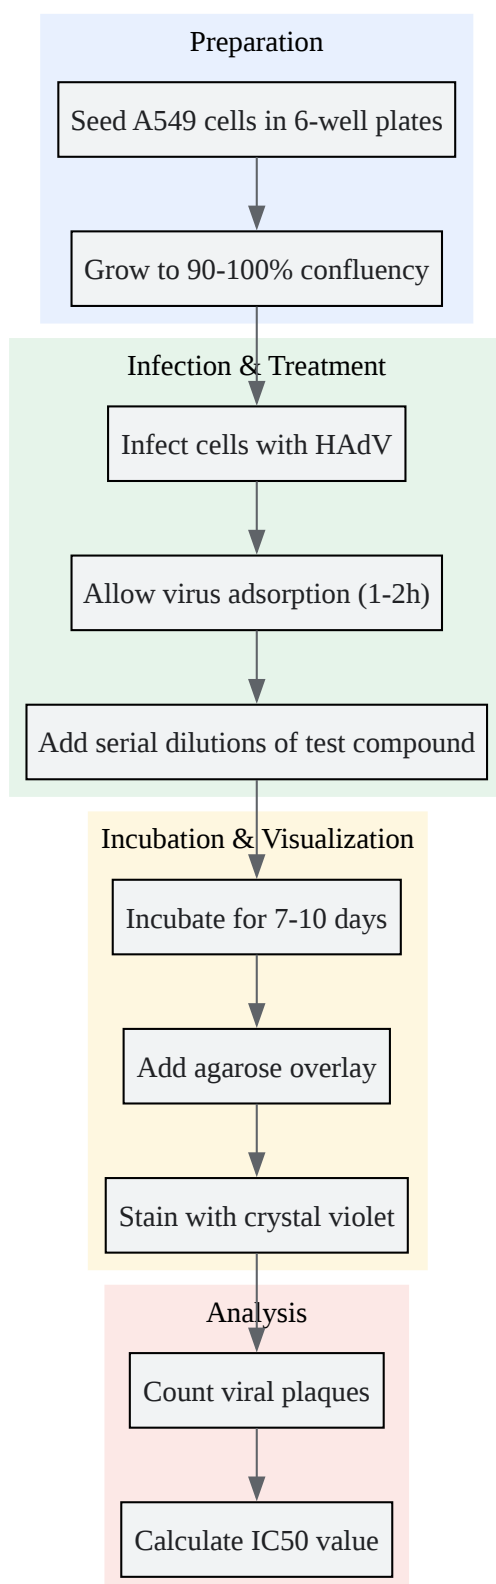 Preparation
Seed A549 cells in 6-well plates
Grow to 90-100% confluency
Infection & Treatment
Infect cells with HAdV
Allow virus adsorption (1-2h)
Add serial dilutions of test compound
Incubation & Visualization
Incubate for 7-10 days
Add agarose overlay
Stain with crystal violet
Analysis
Count viral plaques
Calculate IC50 value